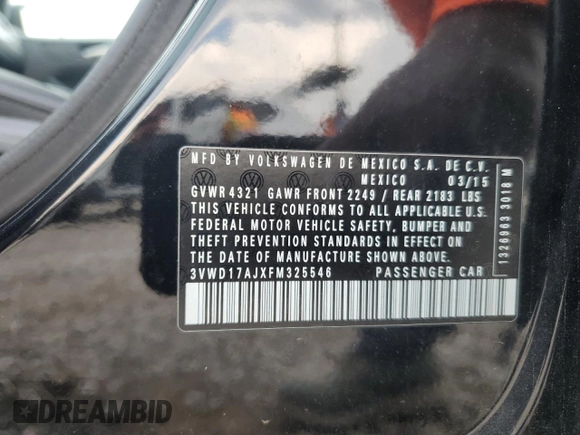 MFD BY VOLKSWAGEN DE MEXICO S.A. DE C.V.
MEXICO 03/15
GVWR 4321 GAWR FRONT 2249 / REAR 2183 LBS
THIS VEHICLE CONFORMS TO ALL APPLICABLE U.S.
FEDERAL MOTOR VEHICLE SAFETY, BUMPER AND
THEFT PREVENTION STANDARDS IN EFFECT ON
THE DATE OF MANUFACTURE SHOWN ABOVE.
3VWD17AJXFM325546 PASSENGER CAR
1326963 3018 M
DREAMBID